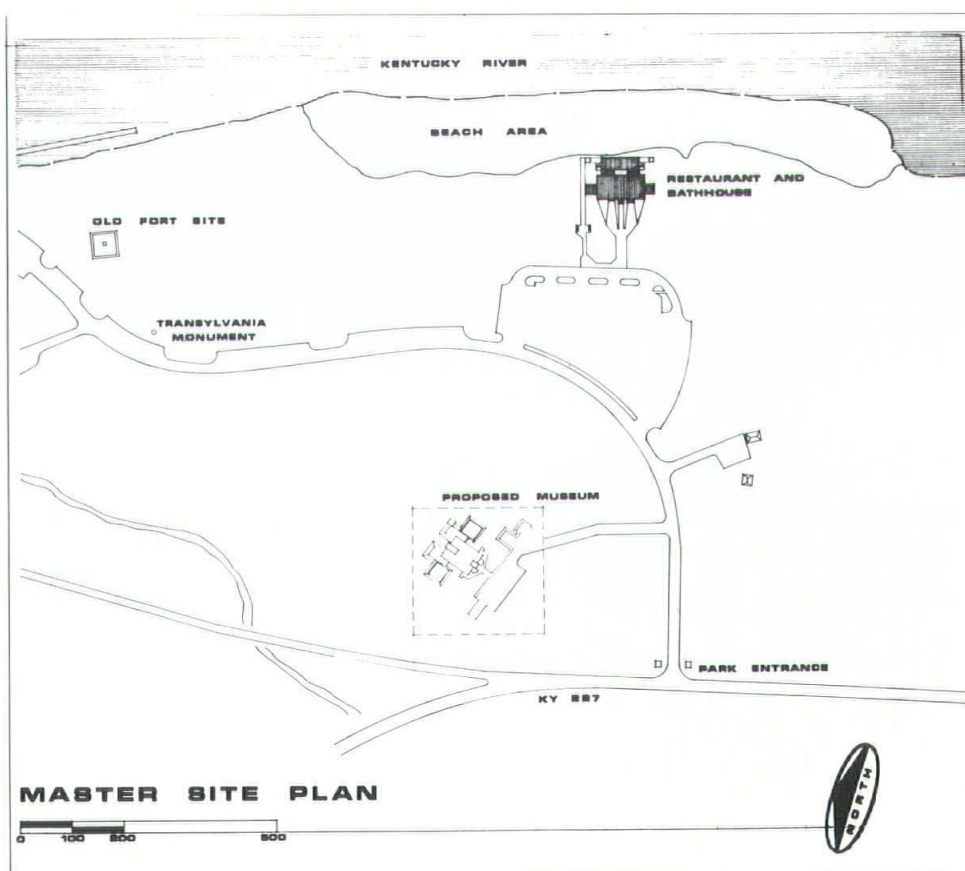 KENTUCKY RIVER
BEACH AREA
RESTAURANT AND
BATHHOUSE
OLD FORT SITE
TRANSYLVANIA
MONUMENT
PROPOSED MUSEUM
PARK ENTRANCE
KY 227
MASTER SITE PLAN
0 100 200 500
NORTH